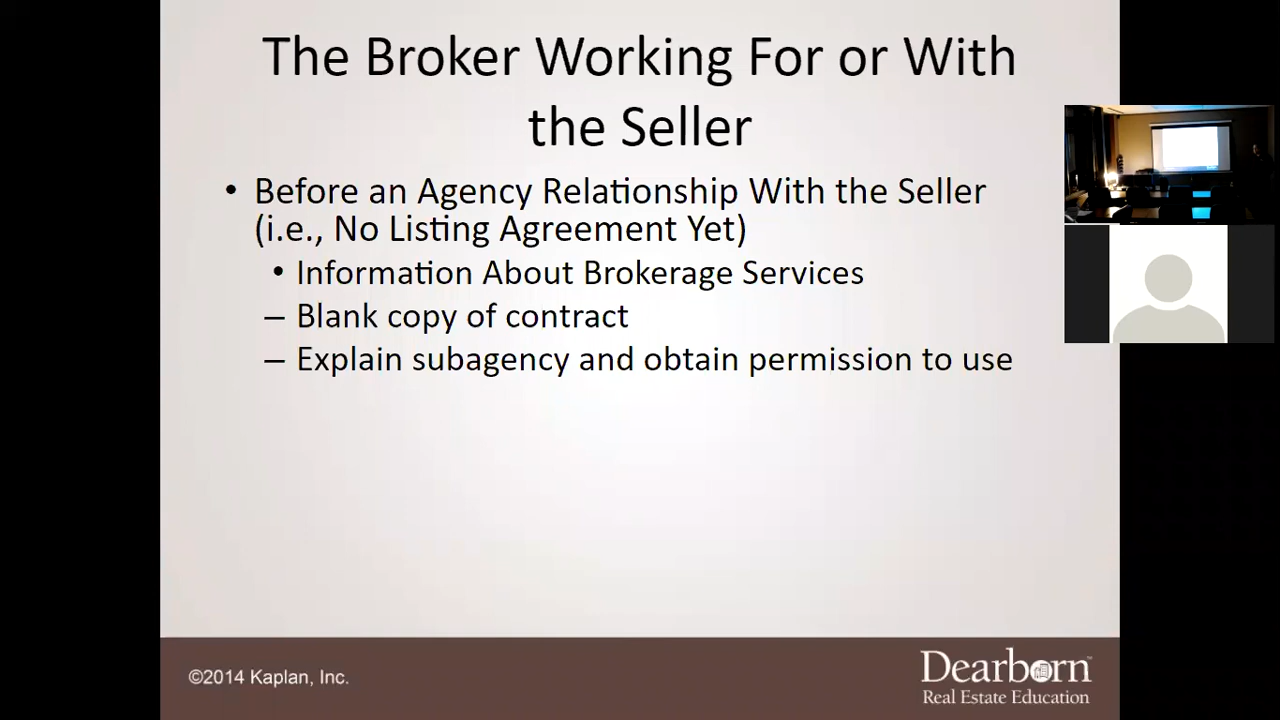 The Broker Working For or With
the Seller
• Before an Agency Relationship With the Seller
(i.e., No Listing Agreement Yet)
• Information About Brokerage Services
– Blank copy of contract
– Explain subagency and obtain permission to use
©2014 Kaplan, Inc.
Dearborn™
Real Estate Education